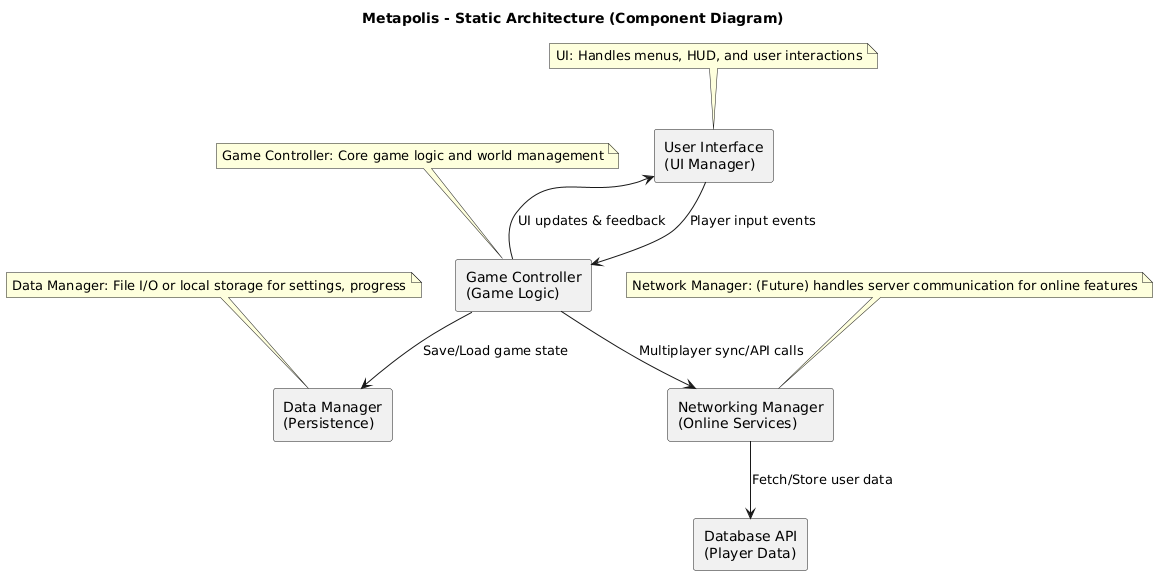 Metapolis - Static Architecture (Component Diagram)
UI: Handles menus, HUD, and user interactions
User Interface
(UI Manager)
Game Controller: Core game logic and world management
UI updates & feedback
Player input events
Game Controller
(Game Logic)
Data Manager: File I/O or local storage for settings, progress
Network Manager: (Future) handles server communication for online features
Save/Load game state
Multiplayer sync/API calls
Data Manager
(Persistence)
Networking Manager
(Online Services)
Fetch/Store user data
Database API
(Player Data)